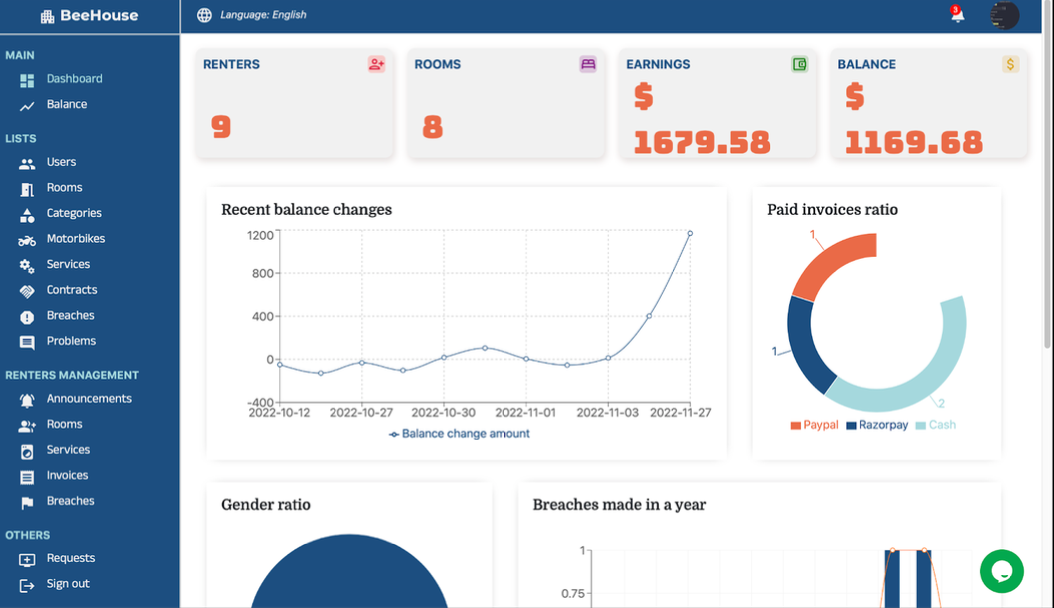 BeeHouse
Language: English
3
MAIN
Dashboard
Balance
LISTS
Users
Rooms
Categories
Motorbikes
Services
Contracts
Breaches
Problems
RENTERS MANAGEMENT
Announcements
Rooms
Services
Invoices
Breaches
OTHERS
Requests
Sign out
RENTERS
9
ROOMS
8
EARNINGS
$
1679.58
BALANCE
$
1169.68
Recent balance changes
1200
800
400
0
-400
2022-10-12 2022-10-27 2022-10-30 2022-11-01 2022-11-03 2022-11-27
Balance change amount
Paid invoices ratio
1
1
2
Paypal Razorpay Cash
Gender ratio
Breaches made in a year
1
0.75